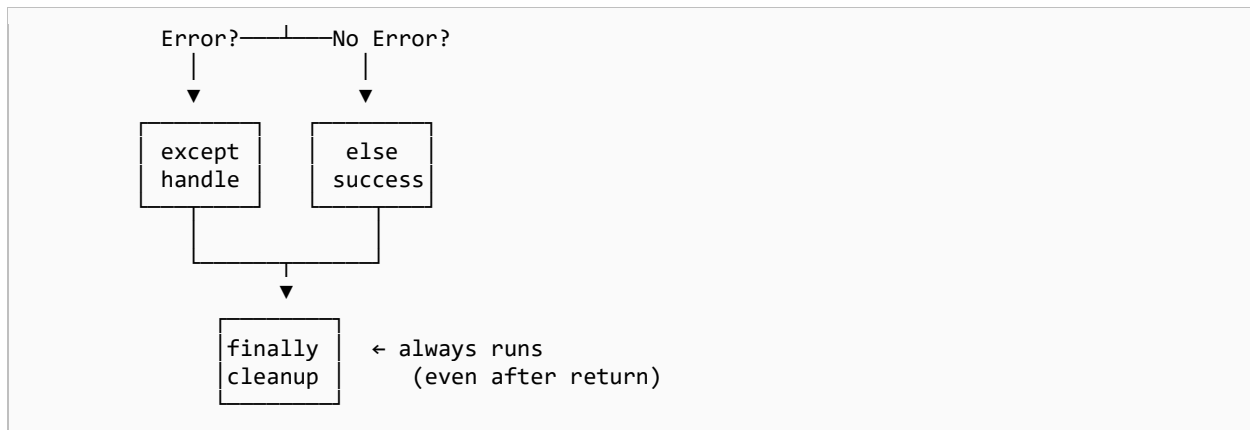 Error? No Error?
except else
handle success
finally ← always runs
cleanup (even after return)